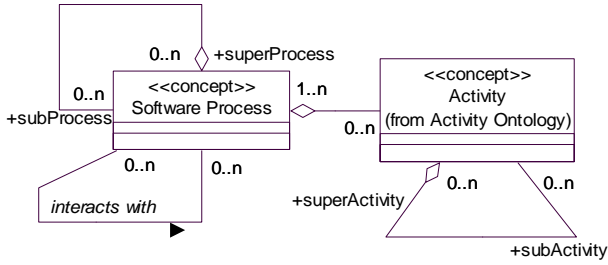 0..n
+superProcess
0..n
+subProcess
<<concept>>
Software Process
1..n
0..n
<<concept>>
Activity
(from Activity Ontology)
0..n
0..n
interacts with
+superActivity
0..n
0..n
+subActivity